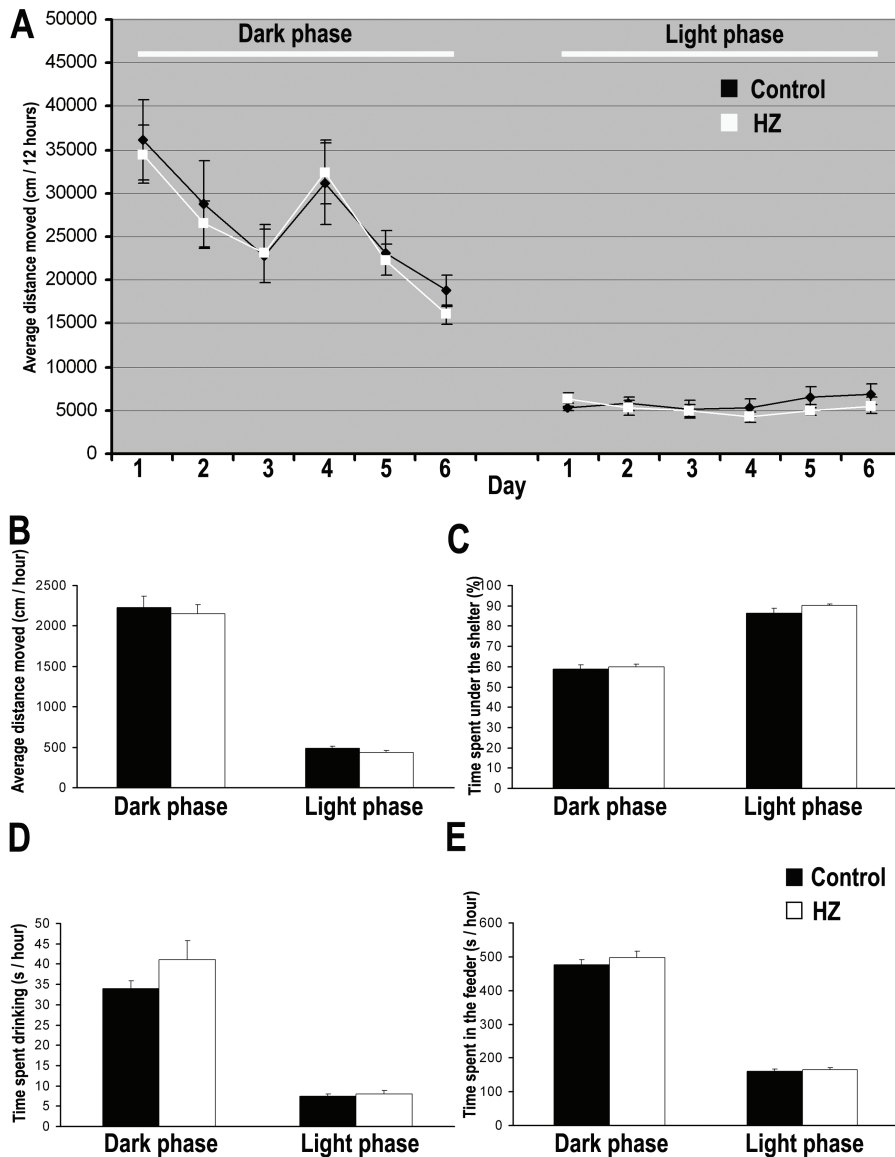 A
Average distance moved (cm / 12 hours)
50000
45000
40000
35000
30000
25000
20000
15000
10000
5000
0
Dark phase
Light phase
Control
HZ
1 2 3 4 5 6 1 2 3 4 5 6
Day
B
Average distance moved (cm / hour)
2500
2000
1500
1000
500
0
Dark phase Light phase
C
Time spent under the shelter (%)
100
90
80
70
60
50
40
30
20
10
0
Dark phase Light phase
D
Time spent drinking (s / hour)
50
45
40
35
30
25
20
15
10
5
0
Dark phase Light phase
E
Control
HZ
Time spent in the feeder (s / hour)
600
500
400
300
200
100
0
Dark phase Light phase